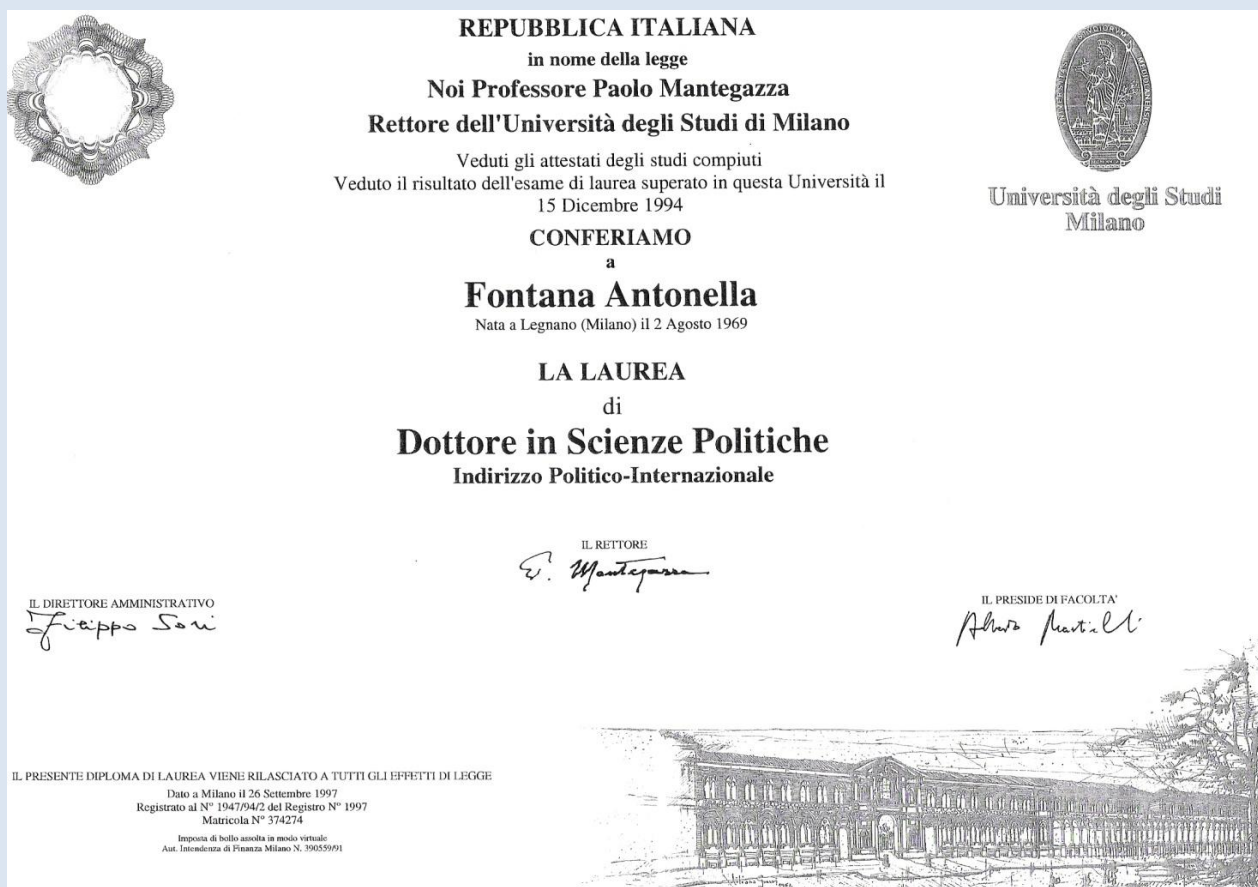 REPUBBLICA ITALIANA
in nome della legge
Noi Professore Paolo Mantegazza
Rettore dell'Università degli Studi di Milano
Veduti gli attestati degli studi compiuti
Veduto il risultato dell'esame di laurea superato in questa Università il
15 Dicembre 1994
CONFERIAMO
a
Fontana Antonella
Nata a Legnano (Milano) il 2 Agosto 1969
LA LAUREA
di
Dottore in Scienze Politiche
Indirizzo Politico-Internazionale
Università degli Studi
Milano
IL RETTORE
Mantegazza
IL DIRETTORE AMMINISTRATIVO
Filippo Sori
IL PRESIDE DI FACOLTA'
Alberto
IL PRESENTE DIPLOMA DI LAUREA VIENE RILASCIATO A TUTTI GLI EFFETTI DI LEGGE
Dato a Milano il 26 Settembre 1997
Registrato al N° 1947/94/2 del Registro N° 1997
Matricola N° 374274
Imposta di bollo assolta in modo virtuale
Aut. Intendenza di Finanza Milano N. 390559/91